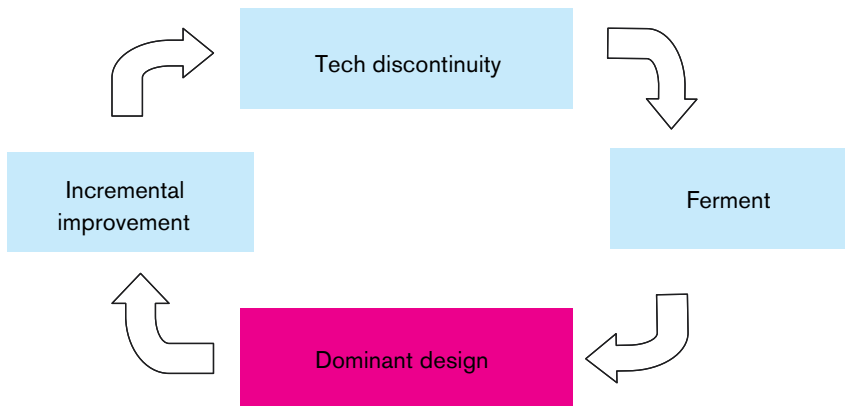 Tech discontinuity
Ferment
Dominant design
Incremental
improvement